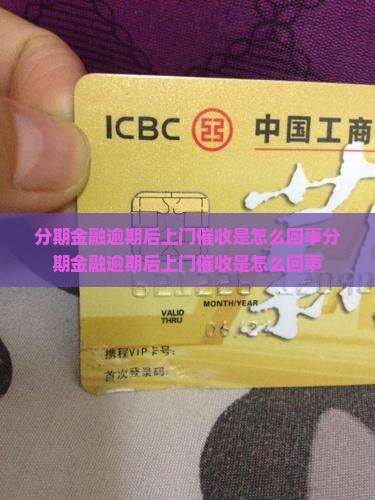 ICBC 中国工商
分期金融逾期后上门催收是怎么回事分
期金融逾期后上门催收是怎么回事
MONTH/YEAR
VALID
THRU
携程VIP卡号:
首次登录码: